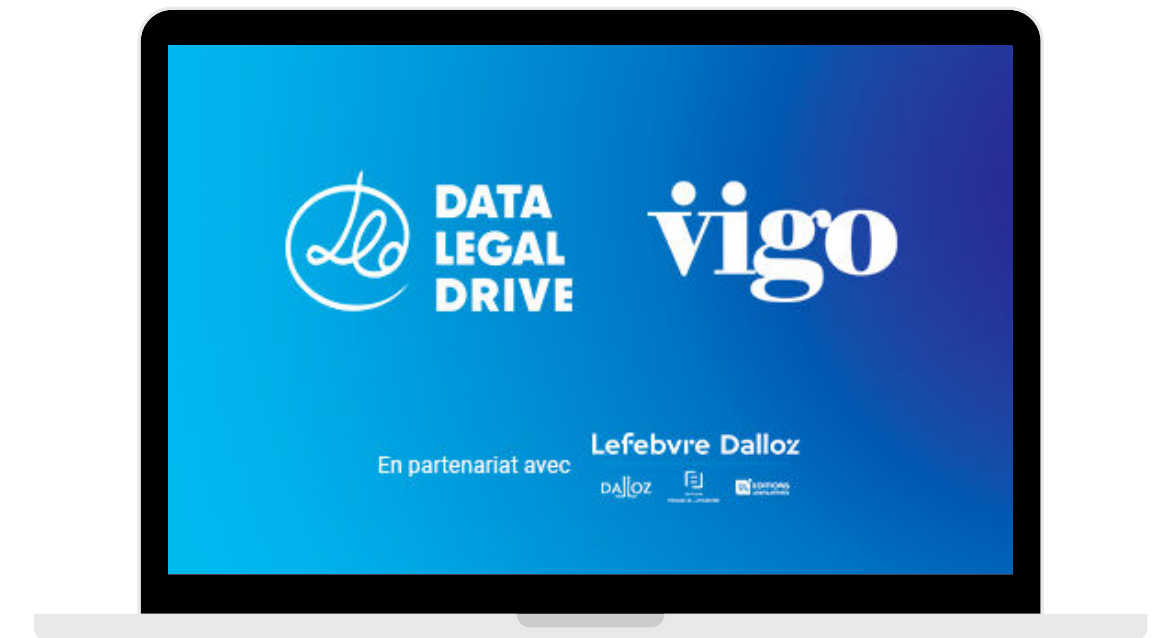 DATA
LEGAL
DRIVE
vigo
En partenariat avec
Lefebvre Dalloz
DALLOZ
EDITIONS